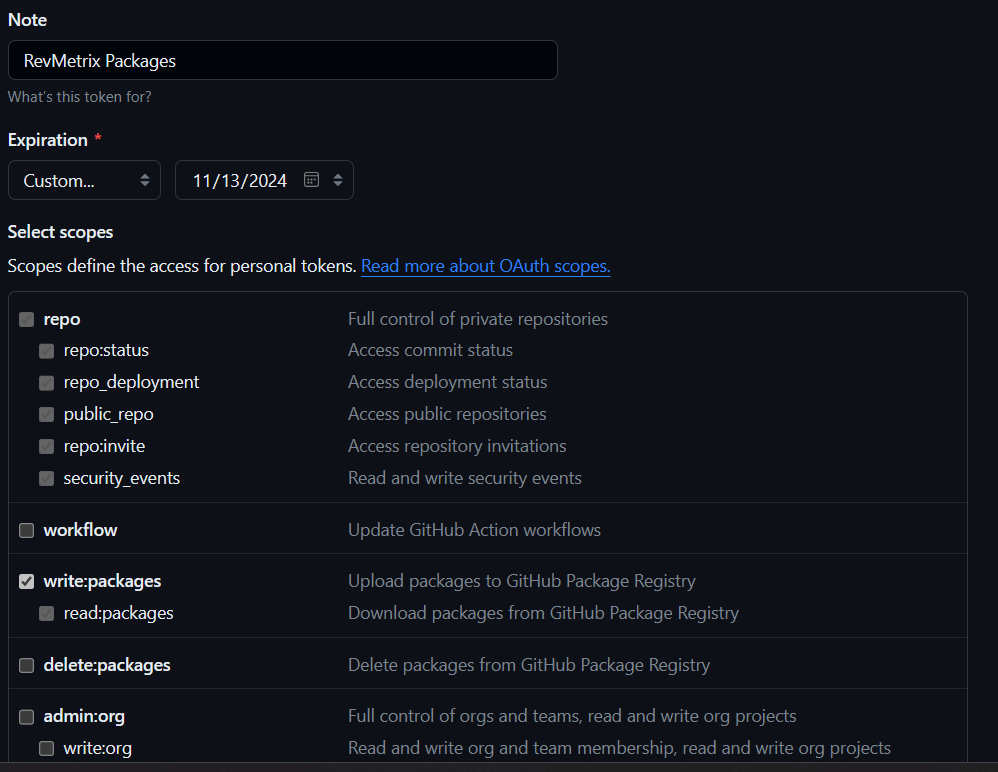 Note
RevMetrix Packages
What's this token for?
Expiration *
Custom... 11/13/2024
Select scopes
Scopes define the access for personal tokens. Read more about OAuth scopes.
repo Full control of private repositories
repo:status Access commit status
repo_deployment Access deployment status
public_repo Access public repositories
repo:invite Access repository invitations
security_events Read and write security events
workflow Update GitHub Action workflows
write:packages Upload packages to GitHub Package Registry
read:packages Download packages from GitHub Package Registry
delete:packages Delete packages from GitHub Package Registry
admin:org Full control of orgs and teams, read and write org projects
write:org Read and write org and team membership, read and write org projects